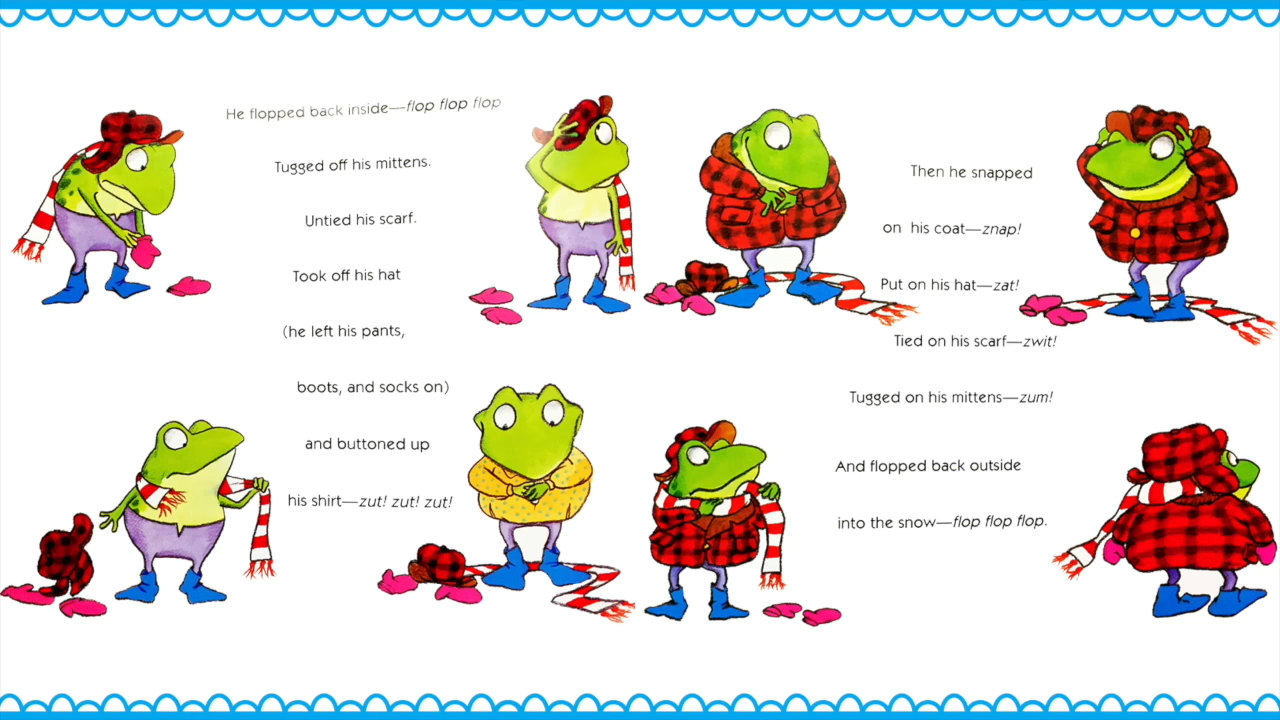 He flopped back inside—flop flop flop
Tugged off his mittens.
Untied his scarf.
Took off his hat
(he left his pants,
boots, and socks on)
and buttoned up
his shirt—zut! zut! zut!
Then he snapped
on his coat—znap!
Put on his hat—zat!
Tied on his scarf—zwit!
Tugged on his mittens—zum!
And flopped back outside
into the snow—flop flop flop.